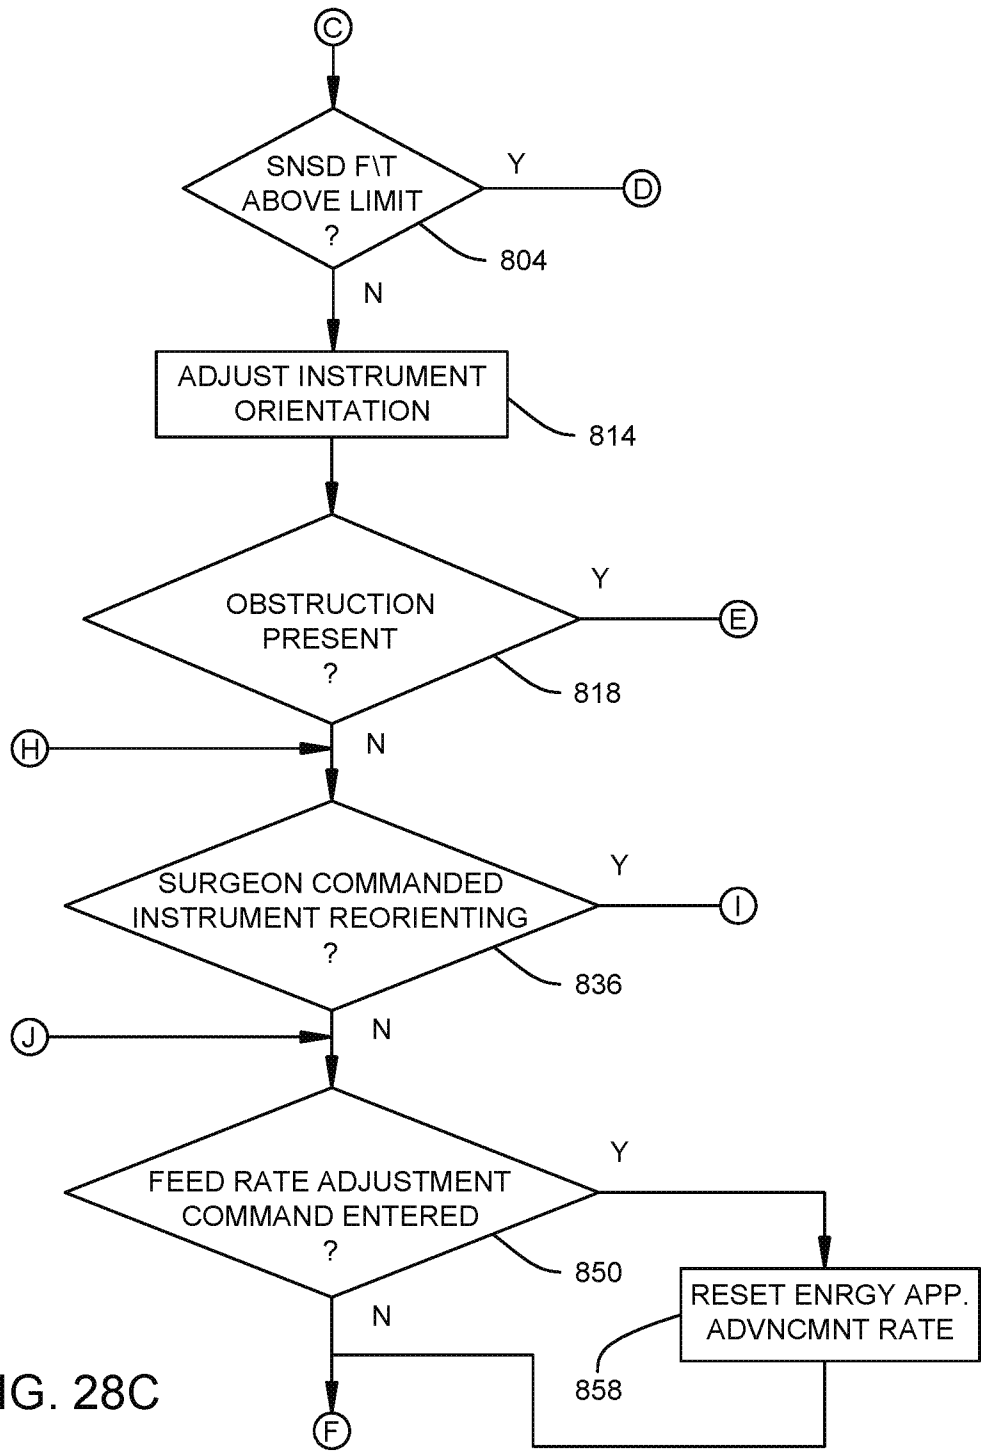 C
SNSD F\T
ABOVE LIMIT
?
Y
D
804
N
ADJUST INSTRUMENT
ORIENTATION
814
OBSTRUCTION
PRESENT
?
Y
E
818
H
N
SURGEON COMMANDED
INSTRUMENT REORIENTING
?
Y
I
836
J
N
FEED RATE ADJUSTMENT
COMMAND ENTERED
?
Y
850
RESET ENRGY APP.
ADVNCMNT RATE
N
858
IG. 28C
F